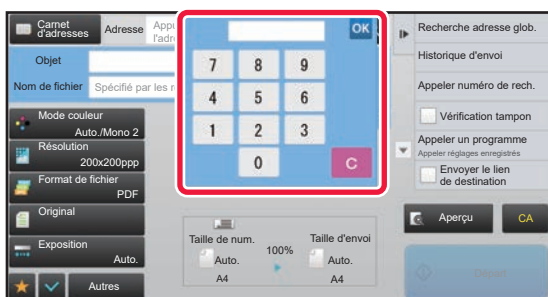 Carnet
d'adresses
Adresse
Objet
Nom de fichier
Spécifié par les
Mode couleur
Auto./Mono 2
Résolution
200x200ppp
Format de fichier
PDF
Original
Exposition
Auto.
Autres
OK
7 8 9
4 5 6
1 2 3
0 C
Taille de num.
Auto.
A4
100%
Taille d'envoi
Auto.
A4
Recherche adresse glob.
Historique d'envoi
Appeler numéro de rech.
Vérification tampon
Appeler un programme
Appeler réglages enregistrés
Envoyer le lien
de destination
Aperçu
CA
Départ